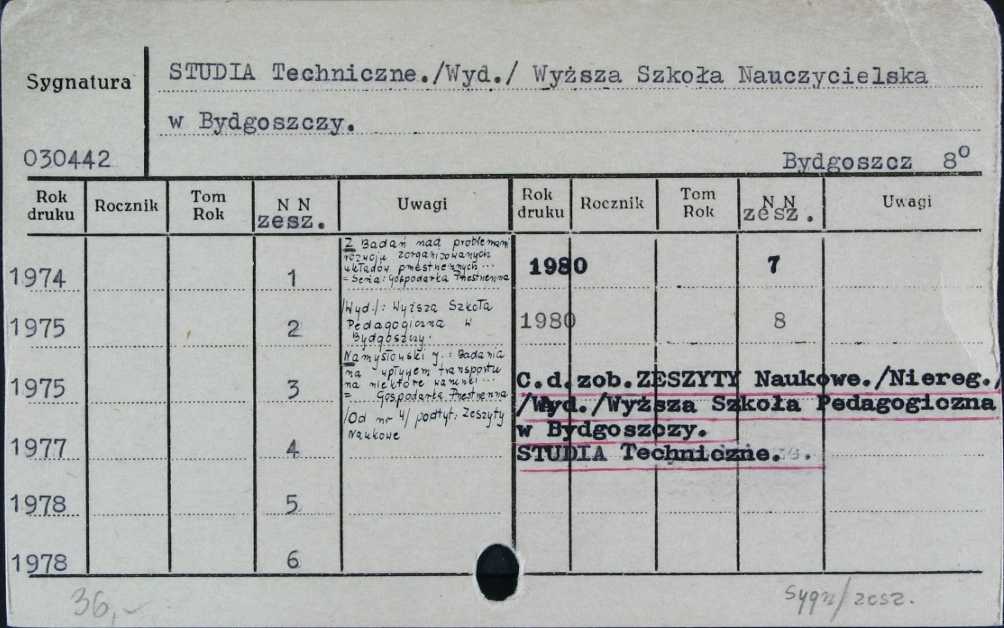 STUDIA Techniczne./Wyd./ Wyższa Szkoła Nauczycielska
Sygnatura
w Bydgoszczy.
030442
Bydgoszcz 8º
Rok druku Rocznik Tom Rok N N zesz. Uwagi Rok druku Rocznik Tom Rok N N zesz. Uwagi
Z Badań nad problemami
rozwoju zorganizowanych
układów przestrzennych...
= Seria: Gospodarka Przestrzenna
1974 1
/Wyd./: Wyższa Szkoła
Pedagogiczna w
Bydgoszczy.
1975 2
Namysłowski J.: Badania
na wpływem transportu
na niektóre warunki...
= Gospodarka Przestrzenna
1975 3
/Od nr 4/ podtyt.: Zeszyty
Naukowe
1977 4
1978 5
1978 6
1980 7
1980 8
C.d. zob. ZESZYTY Naukowe./Niereg./
/Wyd./Wyższa Szkoła Pedagogiczna
w Bydgoszczy.
STUDIA Techniczne.
36,-
sygn/zesz.